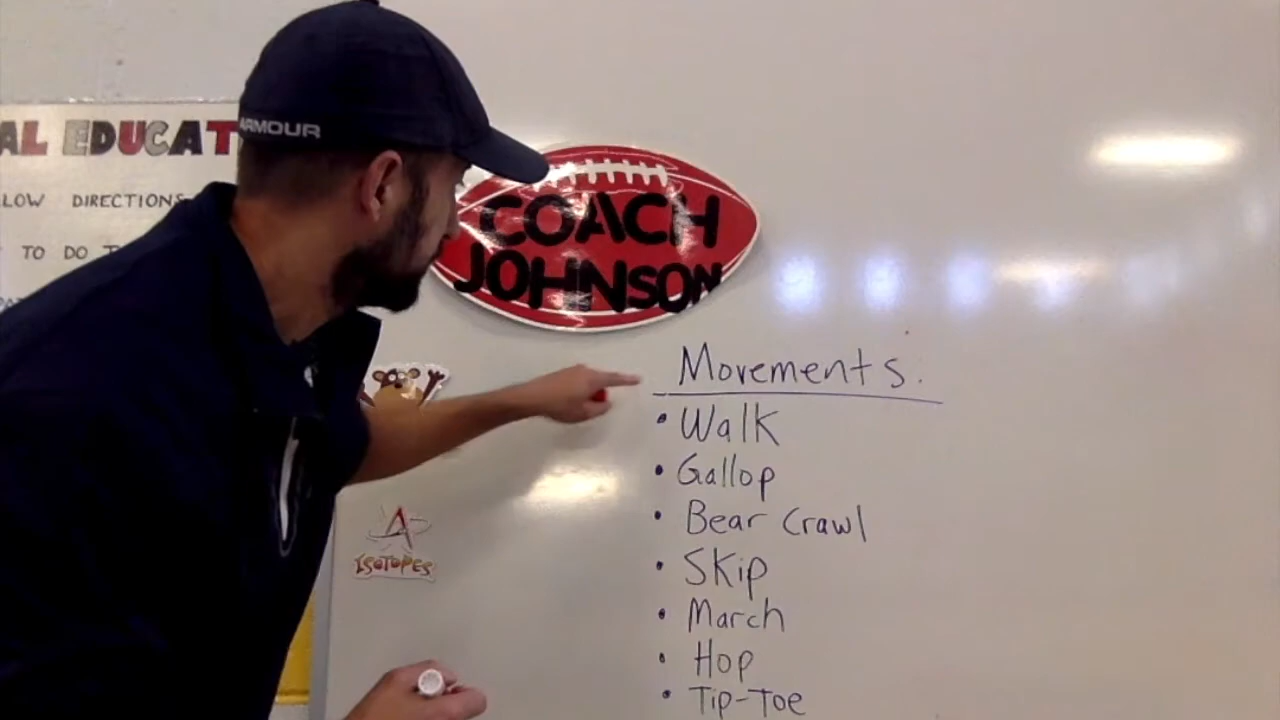 AL EDUCAT
ARMOUR
LOW DIRECTIONS
TO DO
COACH
JOHNSON
Movements:
• Walk
• Gallop
• Bear Crawl
• Skip
• March
• Hop
• Tip-Toe
A
ISOTOPES